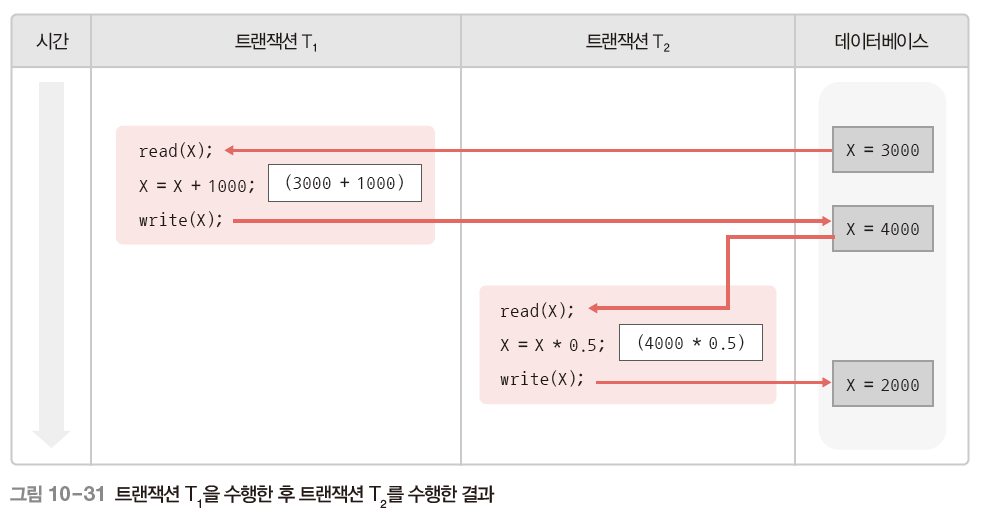 시간 트랜잭션 T1 트랜잭션 T2 데이터베이스
read(X); X = 3000
X = X + 1000; (3000 + 1000)
write(X); X = 4000
read(X);
X = X * 0.5; (4000 * 0.5)
write(X); X = 2000
그림 10-31 트랜잭션 T1을 수행한 후 트랜잭션 T2를 수행한 결과